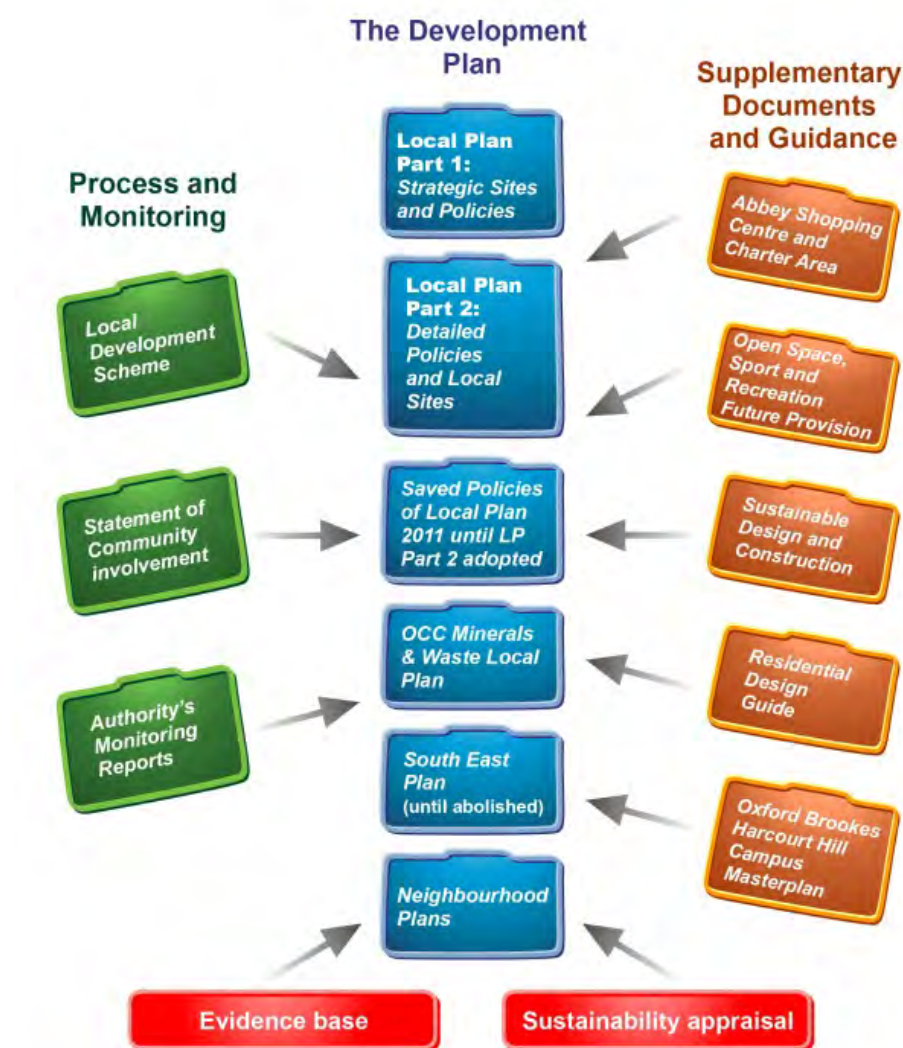 The Development
Plan
Supplementary
Documents
and Guidance
Process and
Monitoring
Local Plan
Part 1:
Strategic Sites
and Policies
Local Plan
Part 2:
Detailed
Policies
and Local
Sites
Saved Policies
of Local Plan
2011 until LP
Part 2 adopted
OCC Minerals
& Waste Local
Plan
South East
Plan
(until abolished)
Neighbourhood
Plans
Local
Development
Scheme
Statement of
Community
involvement
Authority's
Monitoring
Reports
Abbey Shopping
Centre and
Charter Area
Open Space,
Sport and
Recreation
Future Provision
Sustainable
Design and
Construction
Residential
Design
Guide
Oxford Brookes
Harcourt Hill
Campus
Masterplan
Evidence base
Sustainability appraisal